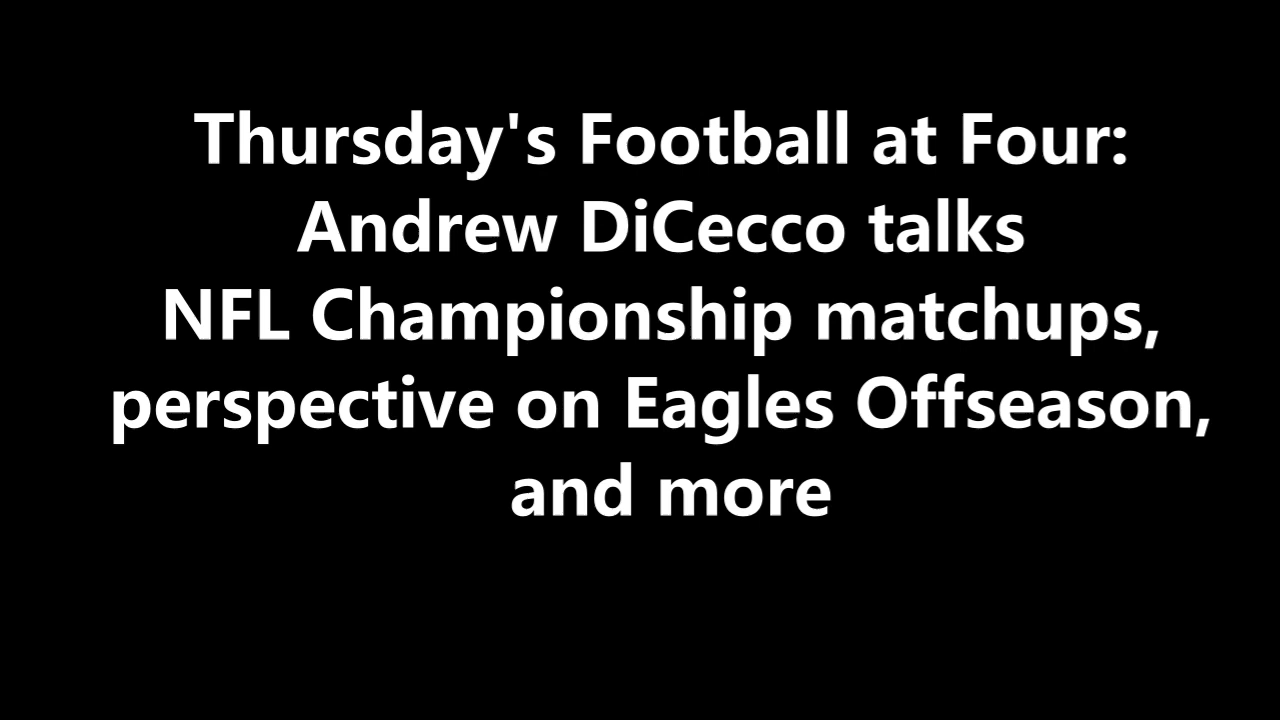 Thursday's Football at Four:
Andrew DiCecco talks
NFL Championship matchups,
perspective on Eagles Offseason,
and more